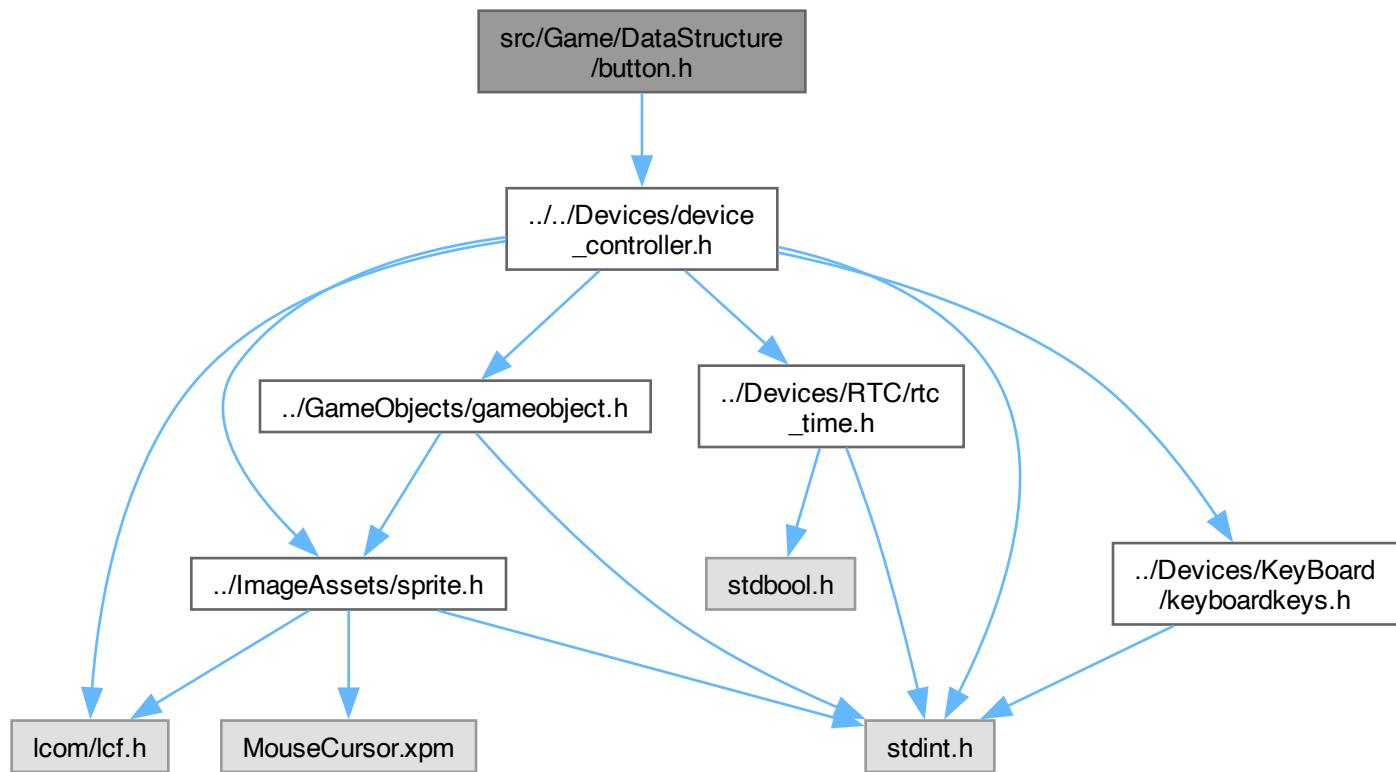 src/Game/DataStructure
/button.h
../../Devices/device
_controller.h
../GameObjects/gameobject.h
../Devices/RTC/rtc
_time.h
../ImageAssets/sprite.h
stdbool.h
../Devices/KeyBoard
/keyboardkeys.h
lcom/lcf.h
MouseCursor.xpm
stdint.h